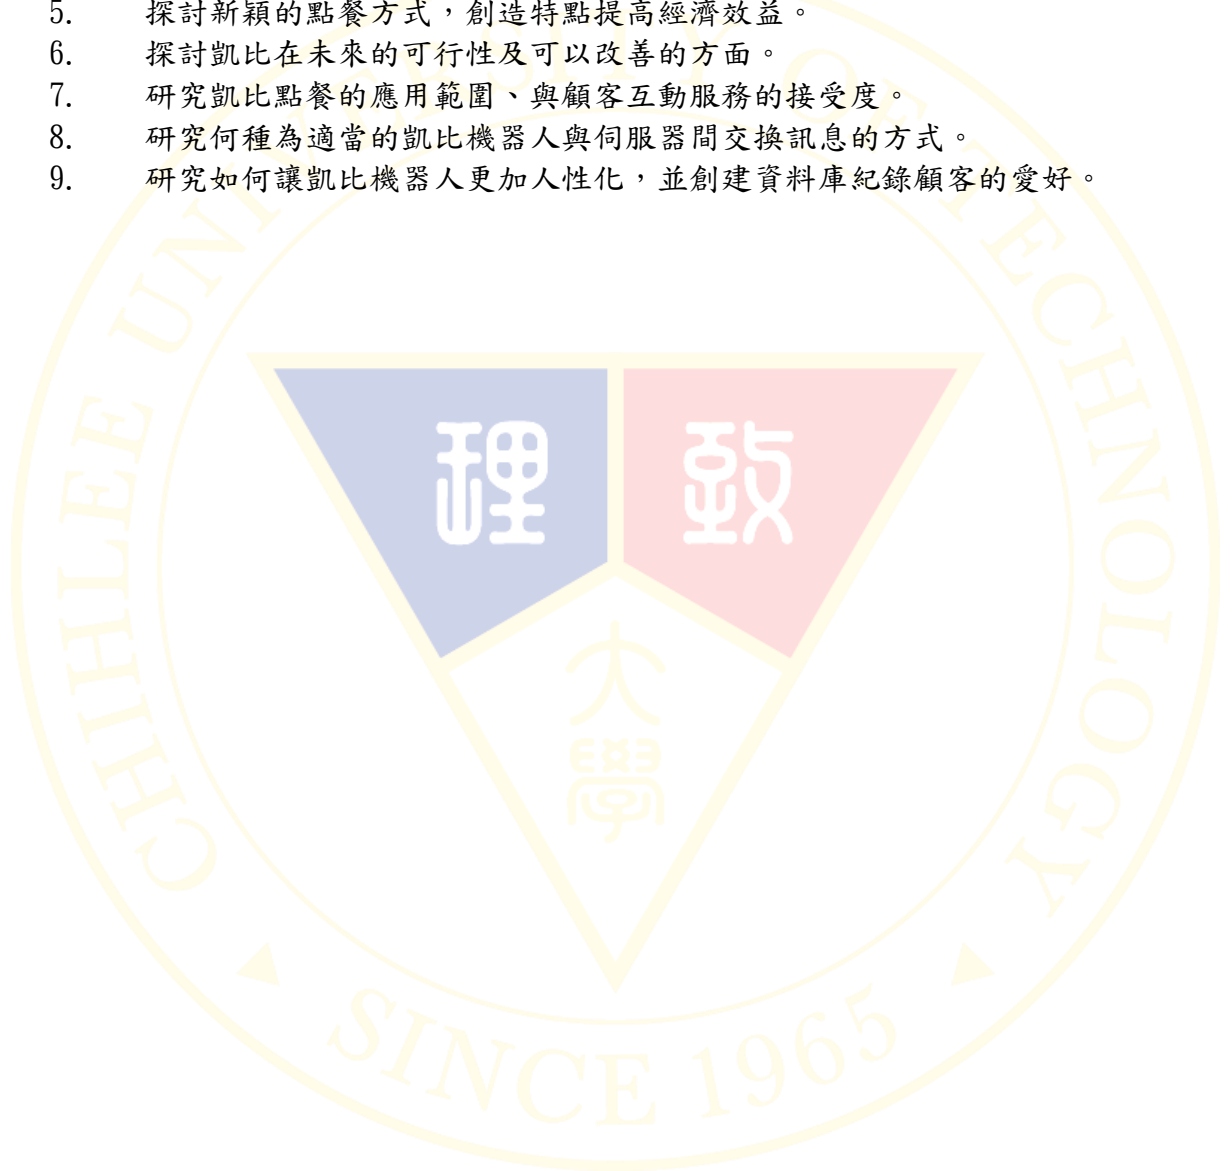 5. 探討新穎的點餐方式,創造特點提高經濟效益。
6. 探討凱比在未來的可行性及可以改善的方面。
7. 研究凱比點餐的應用範圍、與顧客互動服務的接受度。
8. 研究何種為適當的凱比機器人與伺服器間交換訊息的方式。
9. 研究如何讓凱比機器人更加人性化,並創建資料庫紀錄顧客的愛好。
CHIHLEE UNIVERSITY OF TECHNOLOGY
理 致
大
學
SINCE 1965